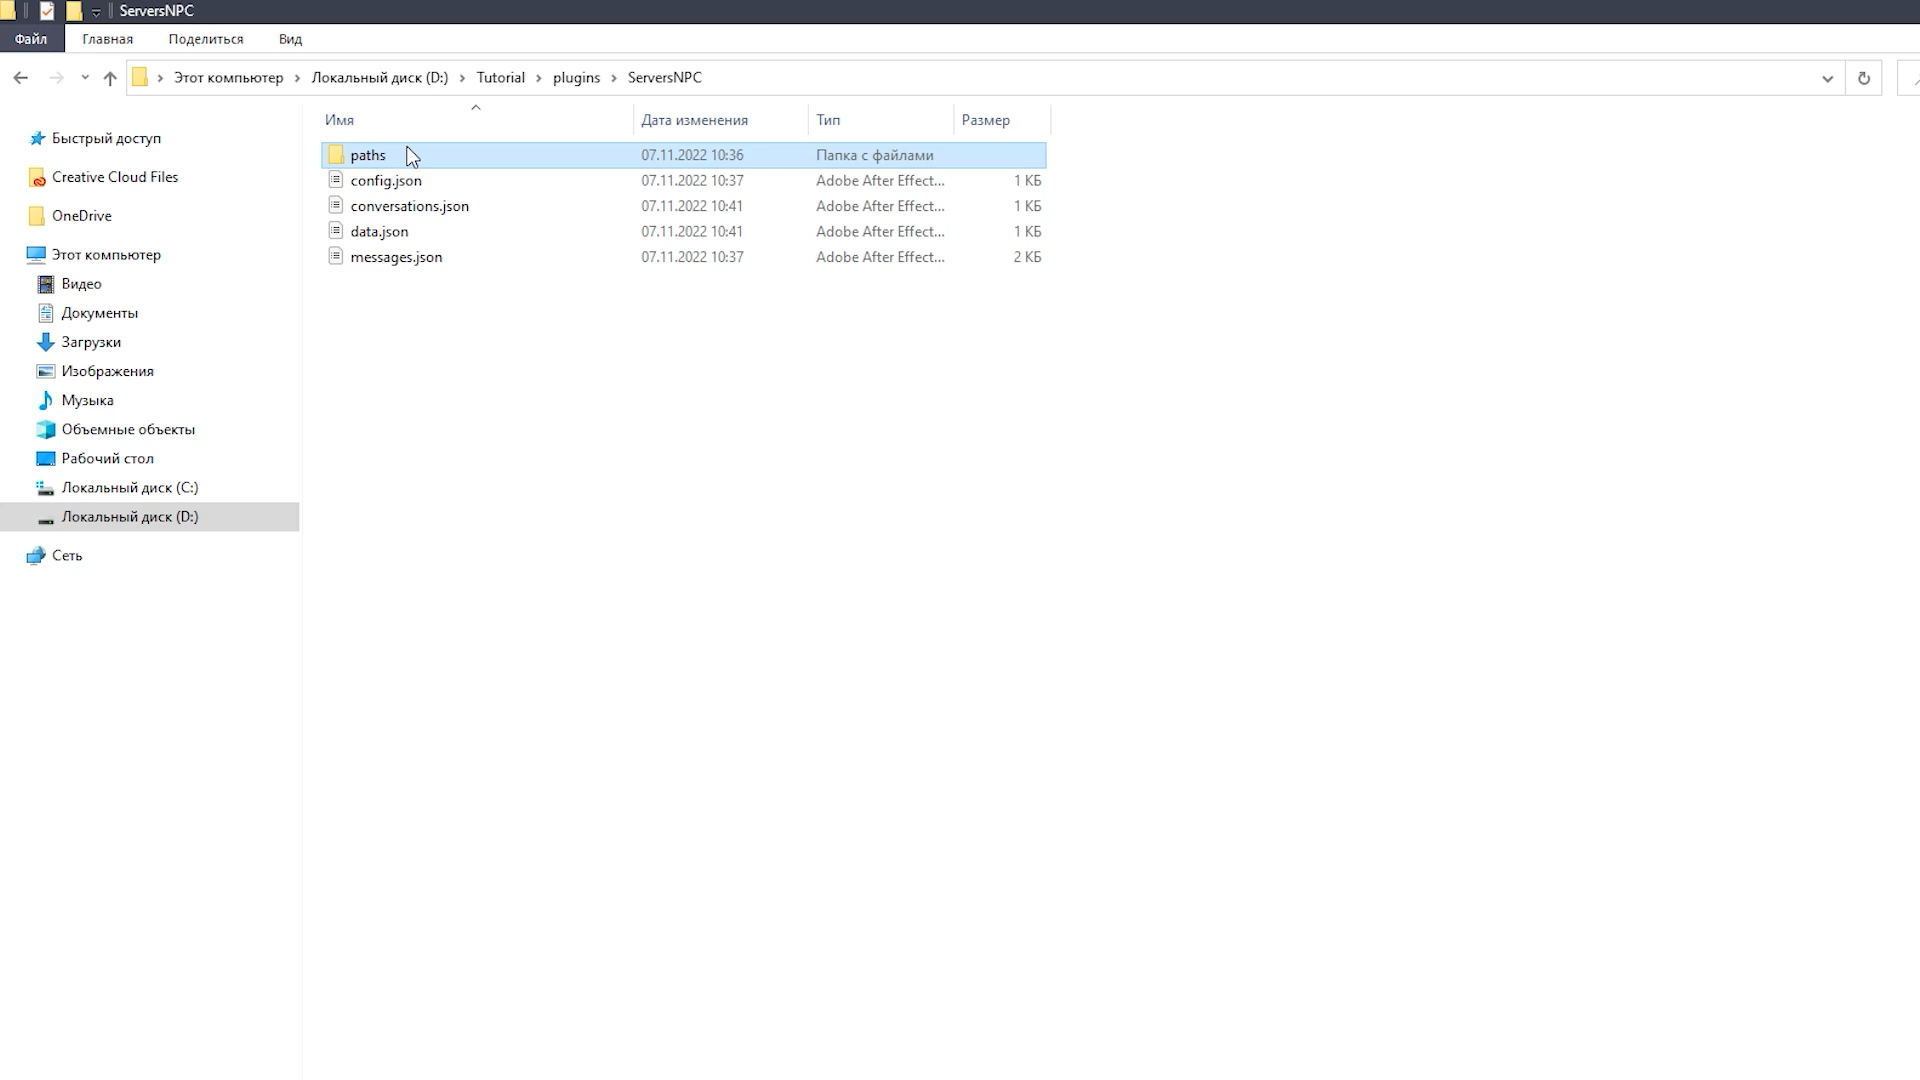 ServersNPC
Файл Главная Поделиться Вид
Этот компьютер Локальный диск (D:) Tutorial plugins ServersNPC
Имя Дата изменения Тип Размер
Быстрый доступ
Creative Cloud Files
OneDrive
Этот компьютер
Видео
Документы
Загрузки
Изображения
Музыка
Объемные объекты
Рабочий стол
Локальный диск (C:)
Локальный диск (D:)
Сеть
paths 07.11.2022 10:36 Папка с файлами
config.json 07.11.2022 10:37 Adobe After Effect... 1 КБ
conversations.json 07.11.2022 10:41 Adobe After Effect... 1 КБ
data.json 07.11.2022 10:41 Adobe After Effect... 1 КБ
messages.json 07.11.2022 10:37 Adobe After Effect... 2 КБ